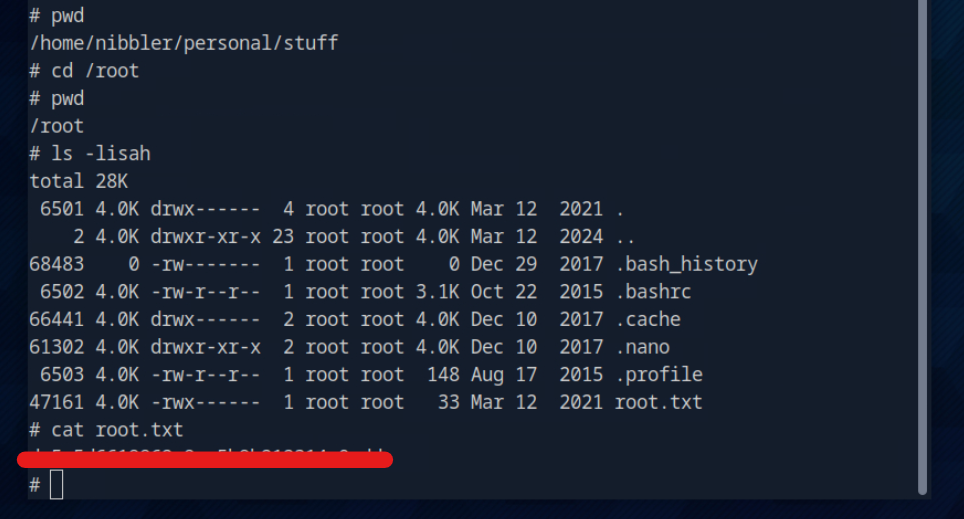 # pwd
/home/nibbler/personal/stuff
# cd /root
# pwd
/root
# ls -lisah
total 28K
 6501 4.0K drwx------  4 root root 4.0K Mar 12  2021 .
    2 4.0K drwxr-xr-x 23 root root 4.0K Mar 12  2024 ..
68483    0 -rw-------  1 root root    0 Dec 29  2017 .bash_history
 6502 4.0K -rw-r--r--  1 root root 3.1K Oct 22  2015 .bashrc
66441 4.0K drwx------  2 root root 4.0K Dec 10  2017 .cache
61302 4.0K drwxr-xr-x  2 root root 4.0K Dec 10  2017 .nano
 6503 4.0K -rw-r--r--  1 root root  148 Aug 17  2015 .profile
47161 4.0K -rwx------  1 root root   33 Mar 12  2021 root.txt
# cat root.txt
#